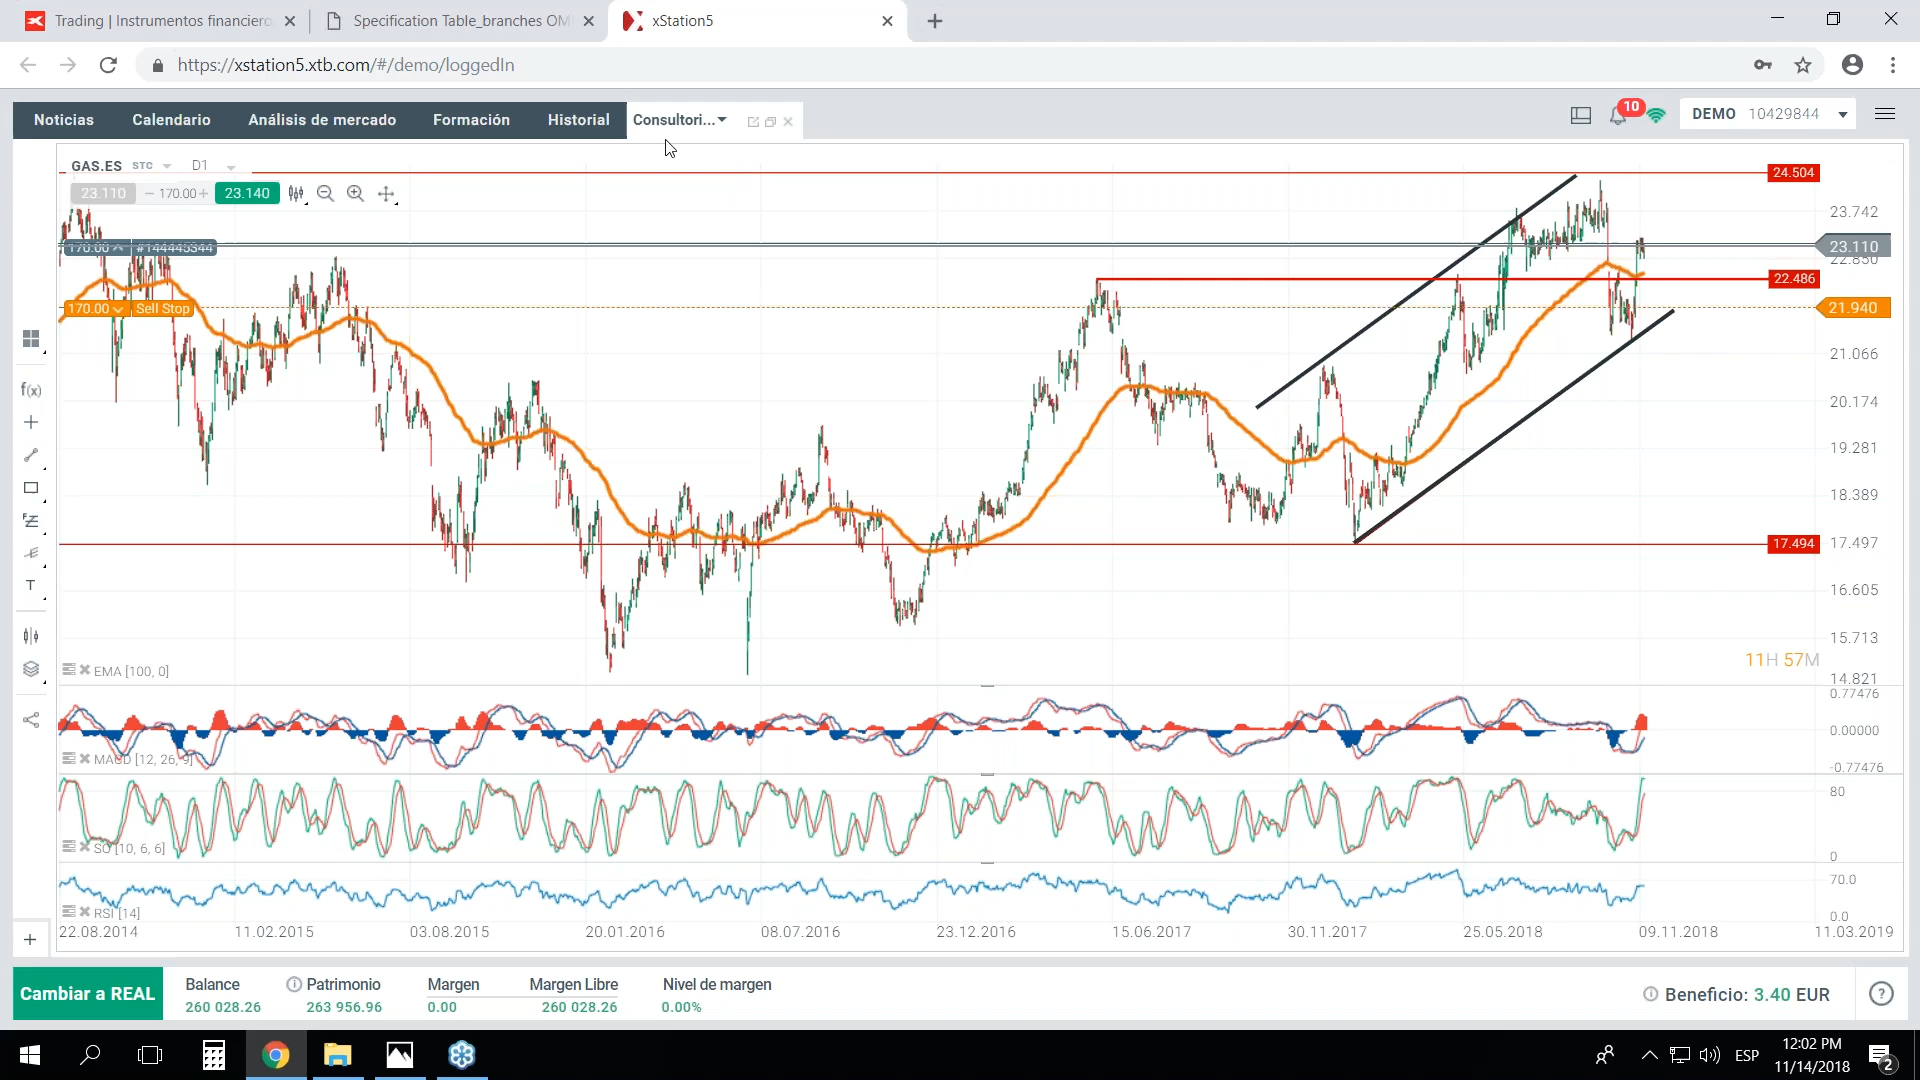 Trading | Instrumentos financiero
Specification Table_branches OM
xStation5
https://xstation5.xtb.com/#/demo/loggedIn
Noticias
Calendario
Análisis de mercado
Formación
Historial
Consultori...
10
DEMO 10429844
GAS.ES STC D1
23.110 − 170.00 + 23.140
24.504
23.742
170.00 #144445344
23.110
22.850
22.486
170.00 Sell Stop
21.940
21.066
f(x)
20.174
19.281
18.389
17.494
17.497
T
16.605
15.713
11H 57M
EMA [100, 0]
14.821
0.77476
0.00000
MACD [12, 26, 9]
-0.77476
80
SO [10, 6, 6]
0
70.0
RSI [14]
0.0
22.08.2014
11.02.2015
03.08.2015
20.01.2016
08.07.2016
23.12.2016
15.06.2017
30.11.2017
25.05.2018
09.11.2018
11.03.2019
Cambiar a REAL
Balance
260 028.26
Patrimonio
263 956.96
Margen
0.00
Margen Libre
260 028.26
Nivel de margen
0.00%
Beneficio: 3.40 EUR
ESP
12:02 PM
11/14/2018
2